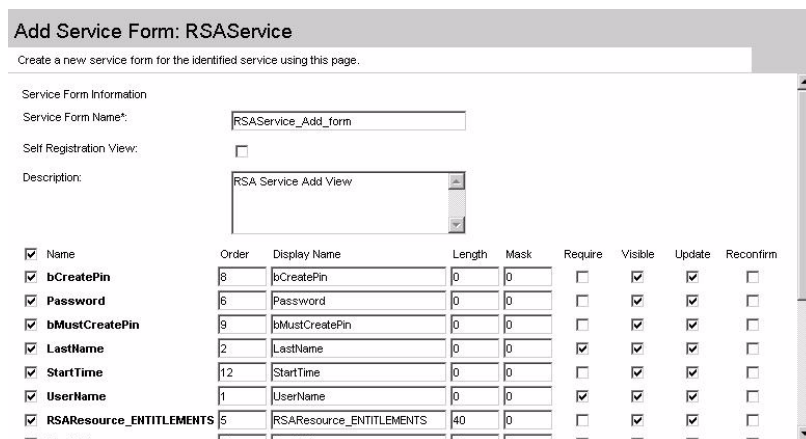 Add Service Form: RSAService
Create a new service form for the identified service using this page.
Service Form Information
Service Form Name*: RSAService_Add_form
Self Registration View:
Description: RSA Service Add View
Name Order Display Name Length Mask Require Visible Update Reconfirm
bCreatePin 8 bCreatePin 0 0
Password 6 Password 0 0
bMustCreatePin 9 bMustCreatePin 0 0
LastName 2 LastName 0 0
StartTime 12 StartTime 0 0
UserName 1 UserName 0 0
RSAResource_ENTITLEMENTS 5 RSAResource_ENTITLEMENTS 40 0